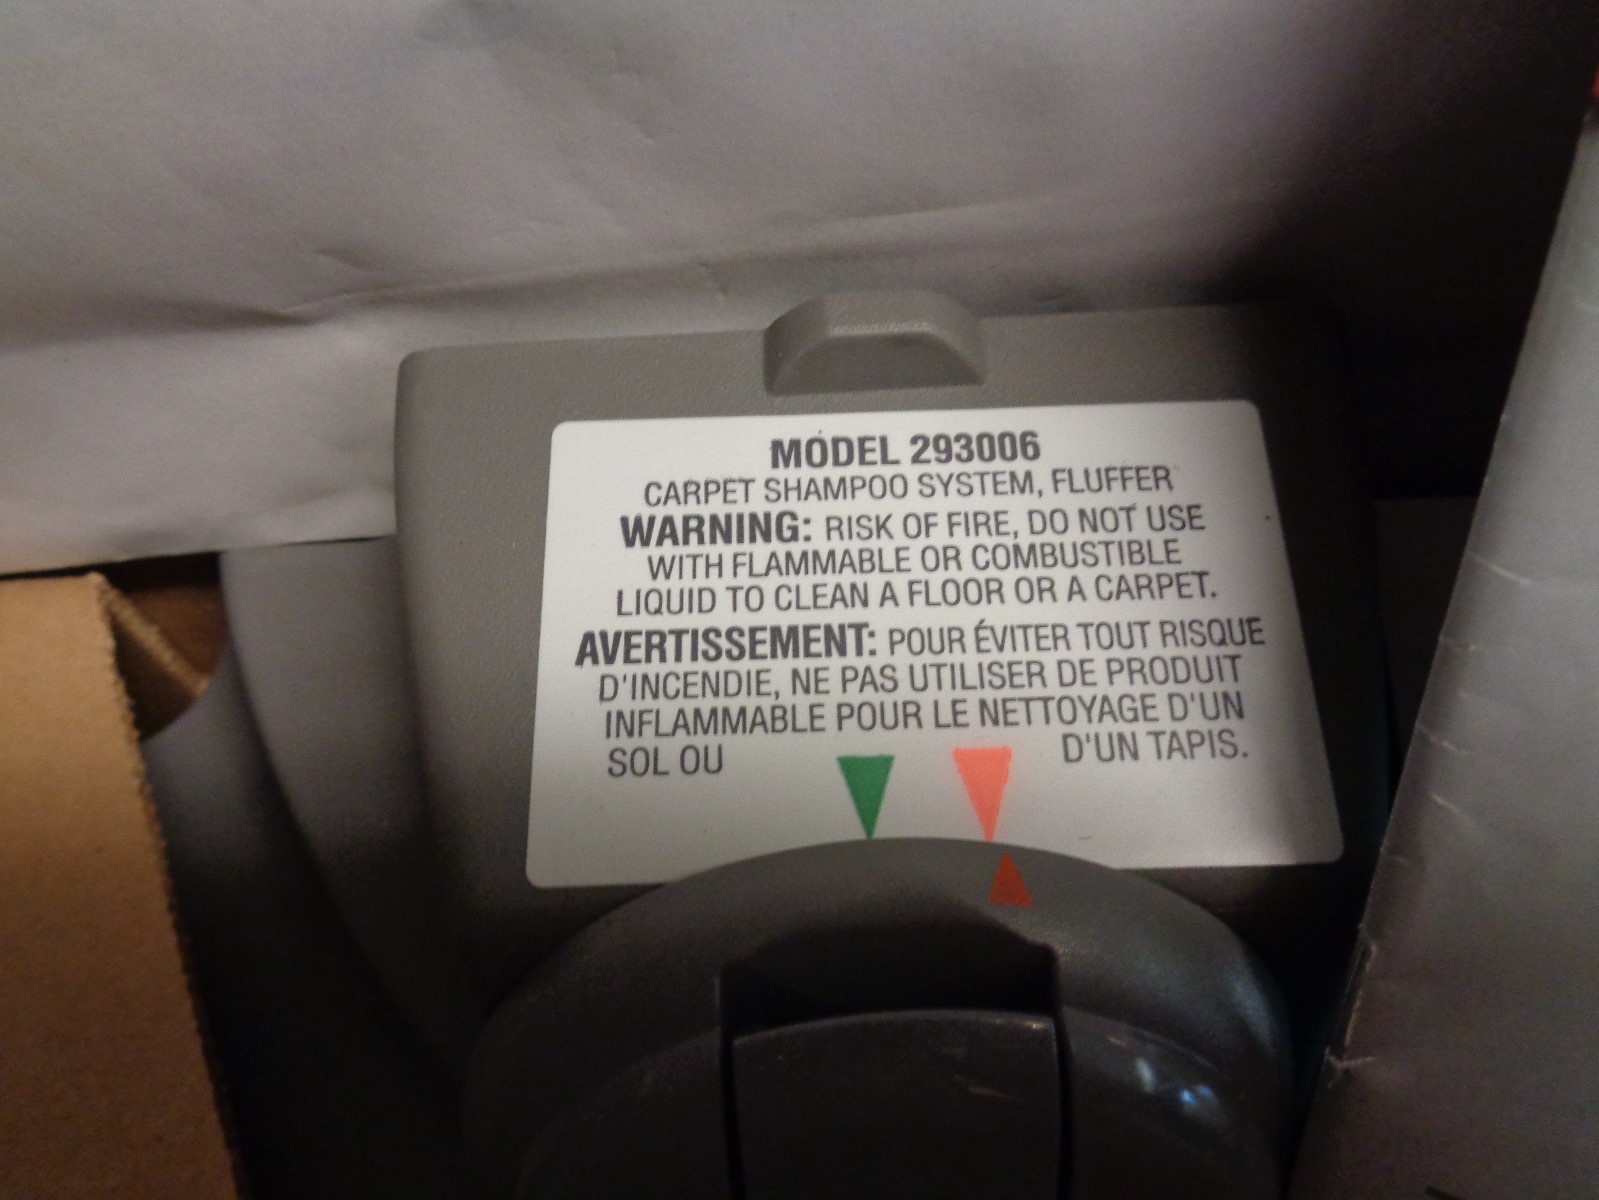 MODEL 293006
CARPET SHAMPOO SYSTEM, FLUFFER
WARNING: RISK OF FIRE, DO NOT USE
WITH FLAMMABLE OR COMBUSTIBLE
LIQUID TO CLEAN A FLOOR OR A CARPET.
AVERTISSEMENT: POUR ÉVITER TOUT RISQUE
D'INCENDIE, NE PAS UTILISER DE PRODUIT
INFLAMMABLE POUR LE NETTOYAGE D'UN
SOL OU D'UN TAPIS.